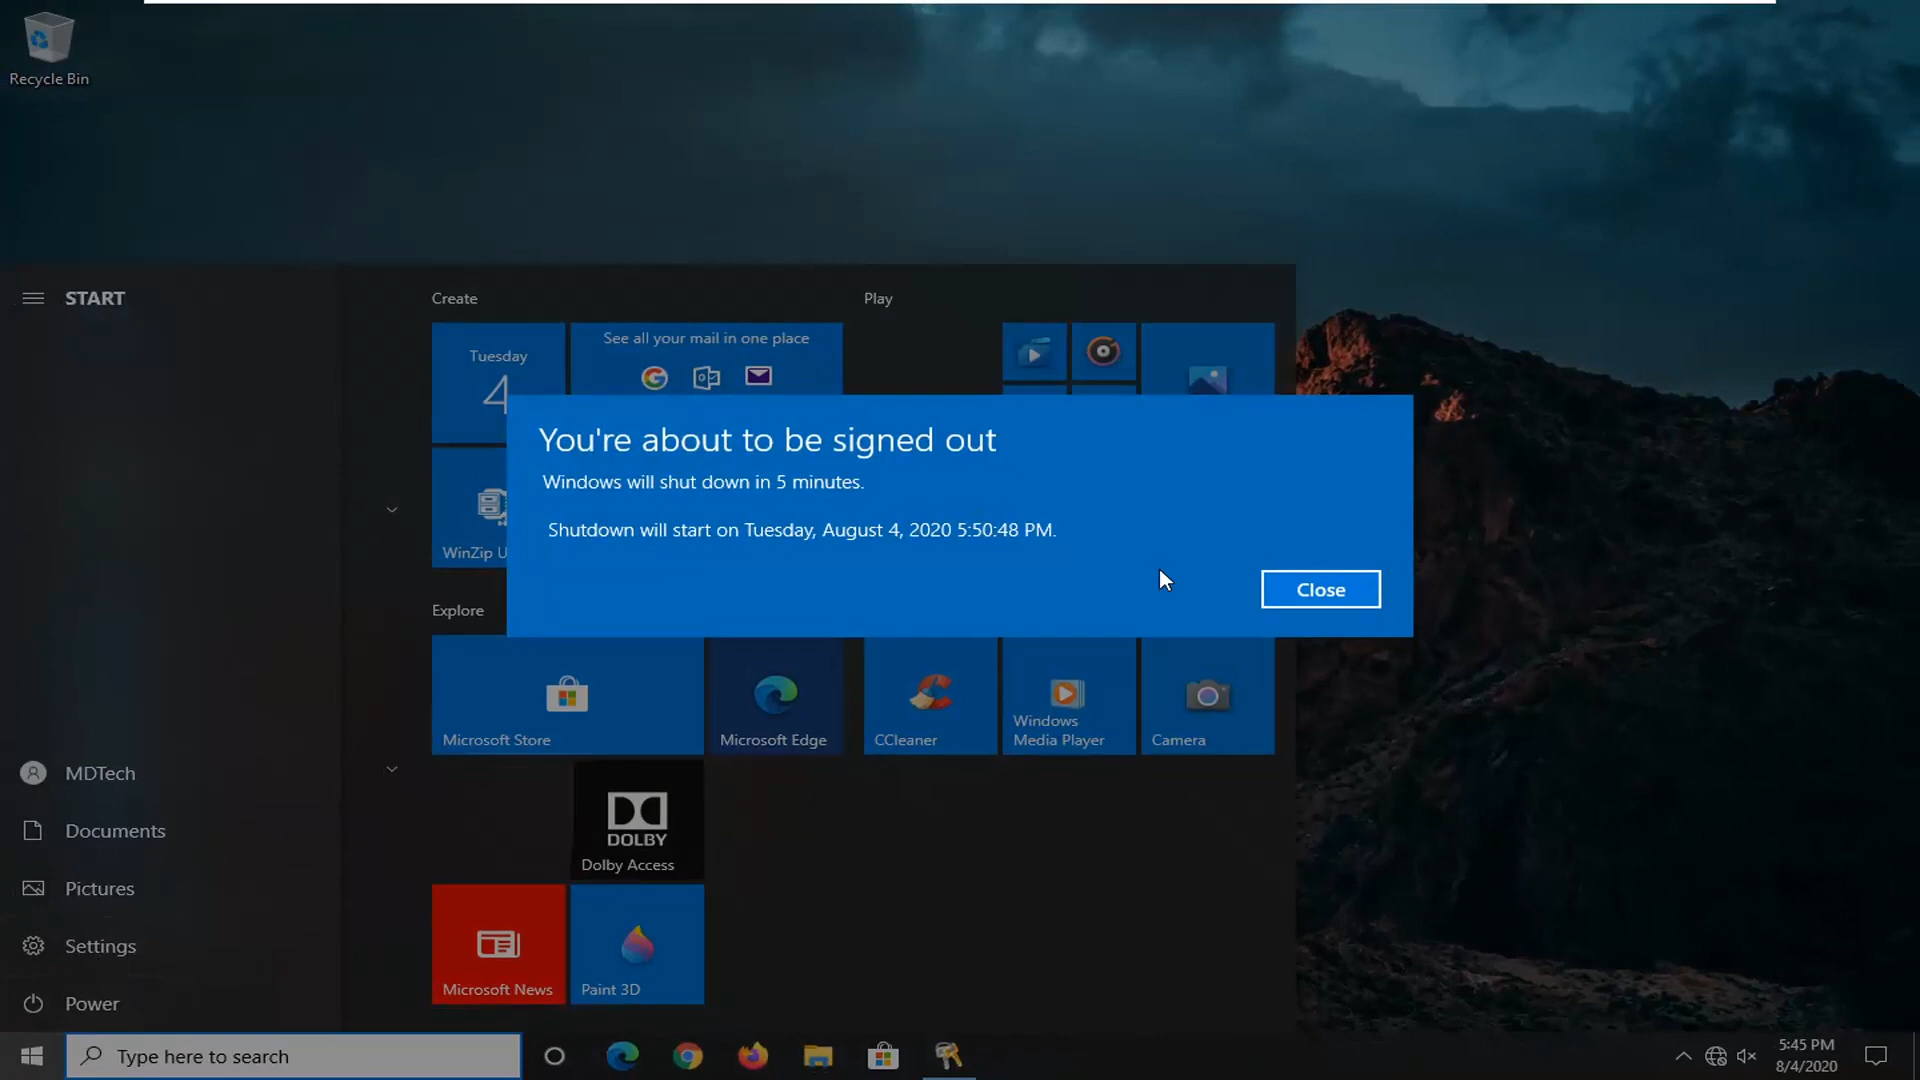 Recycle Bin
START
Create
Play
Tuesday
4
See all your mail in one place
You're about to be signed out
Windows will shut down in 5 minutes.
Shutdown will start on Tuesday, August 4, 2020 5:50:48 PM.
Close
WinZip U
Explore
Microsoft Store
Microsoft Edge
CCleaner
Windows
Media Player
Camera
MDTech
Documents
Pictures
Settings
Power
DOLBY
Dolby Access
Microsoft News
Paint 3D
Type here to search
5:45 PM
8/4/2020